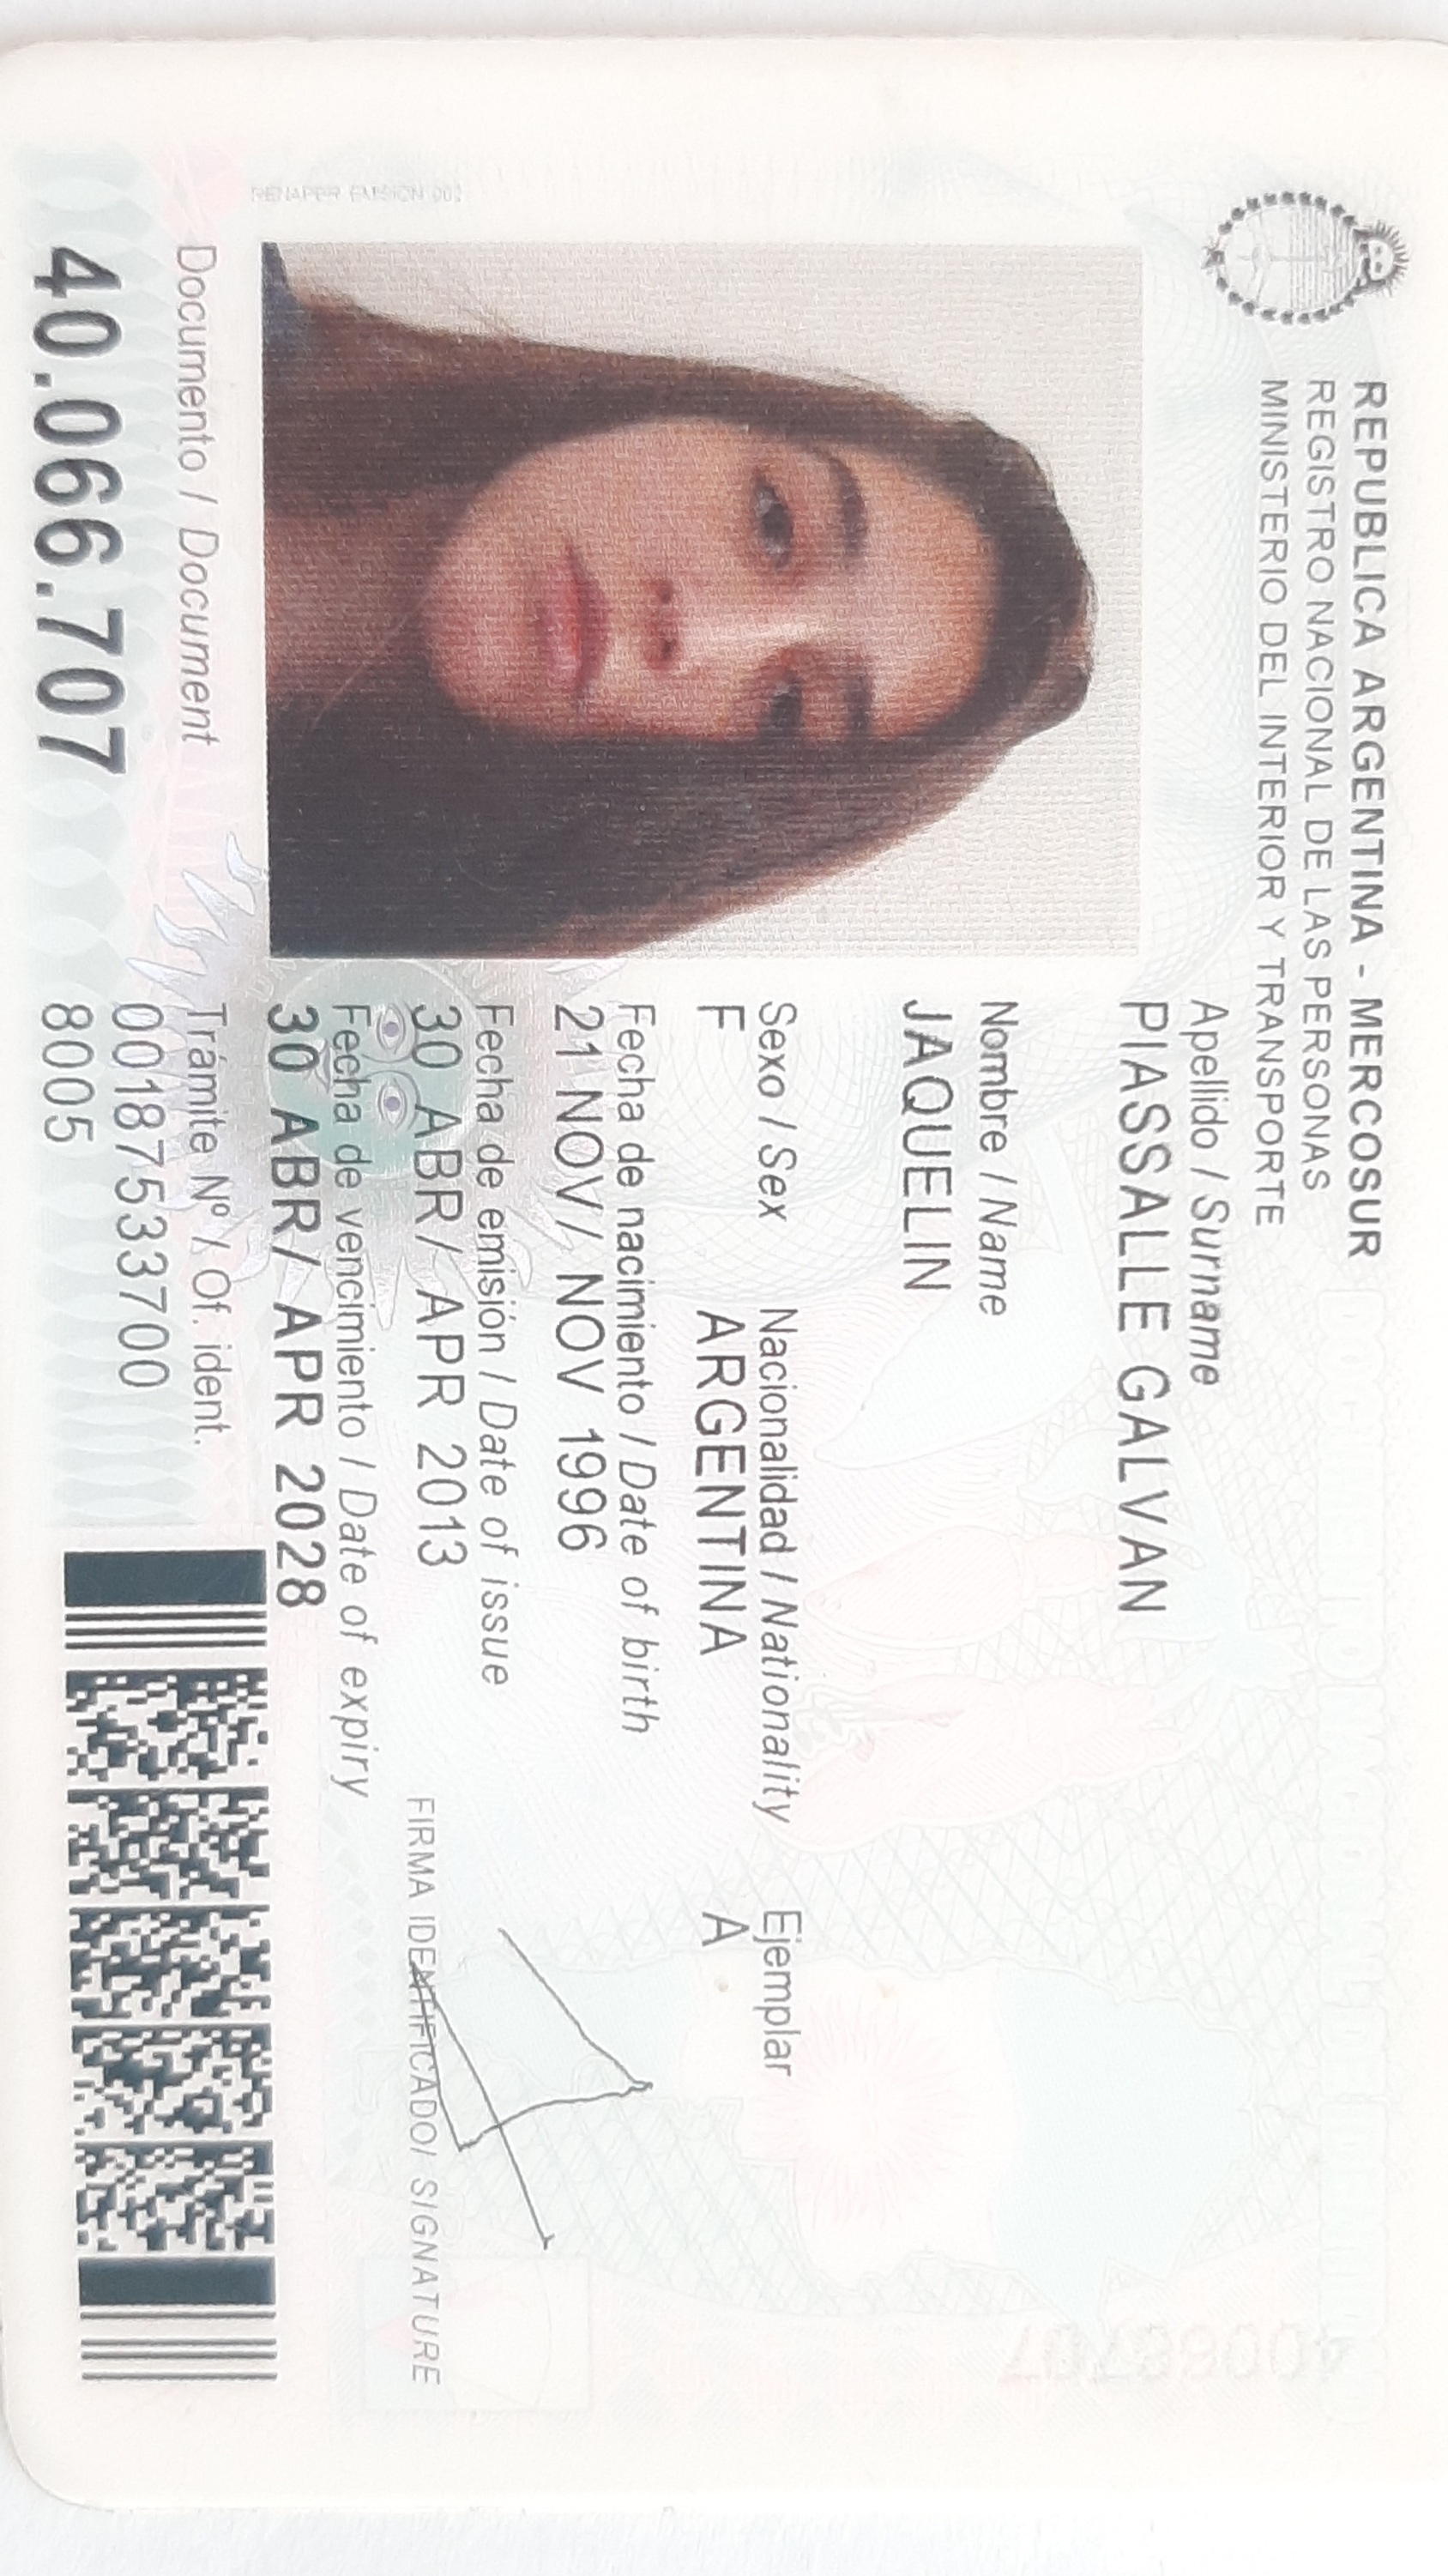 REPUBLICA ARGENTINA - MERCOSUR
REGISTRO NACIONAL DE LAS PERSONAS
MINISTERIO DEL INTERIOR Y TRANSPORTE
Apellido / Surname
PIASSALLE GALVAN
Nombre / Name
JAQUELIN
Sexo / Sex Nacionalidad / Nationality Ejemplar
F ARGENTINA A
Fecha de nacimiento / Date of birth
21 NOV/ NOV 1996
Fecha de emisión / Date of issue
30 ABR/ APR 2013
Fecha de vencimiento / Date of expiry
30 ABR/ APR 2028
FIRMA IDENTIFICADO/ SIGNATURE
RENAPER EMISION
Documento / Document
40.066.707
Trámite Nº / Of. ident.
00187533700
8005